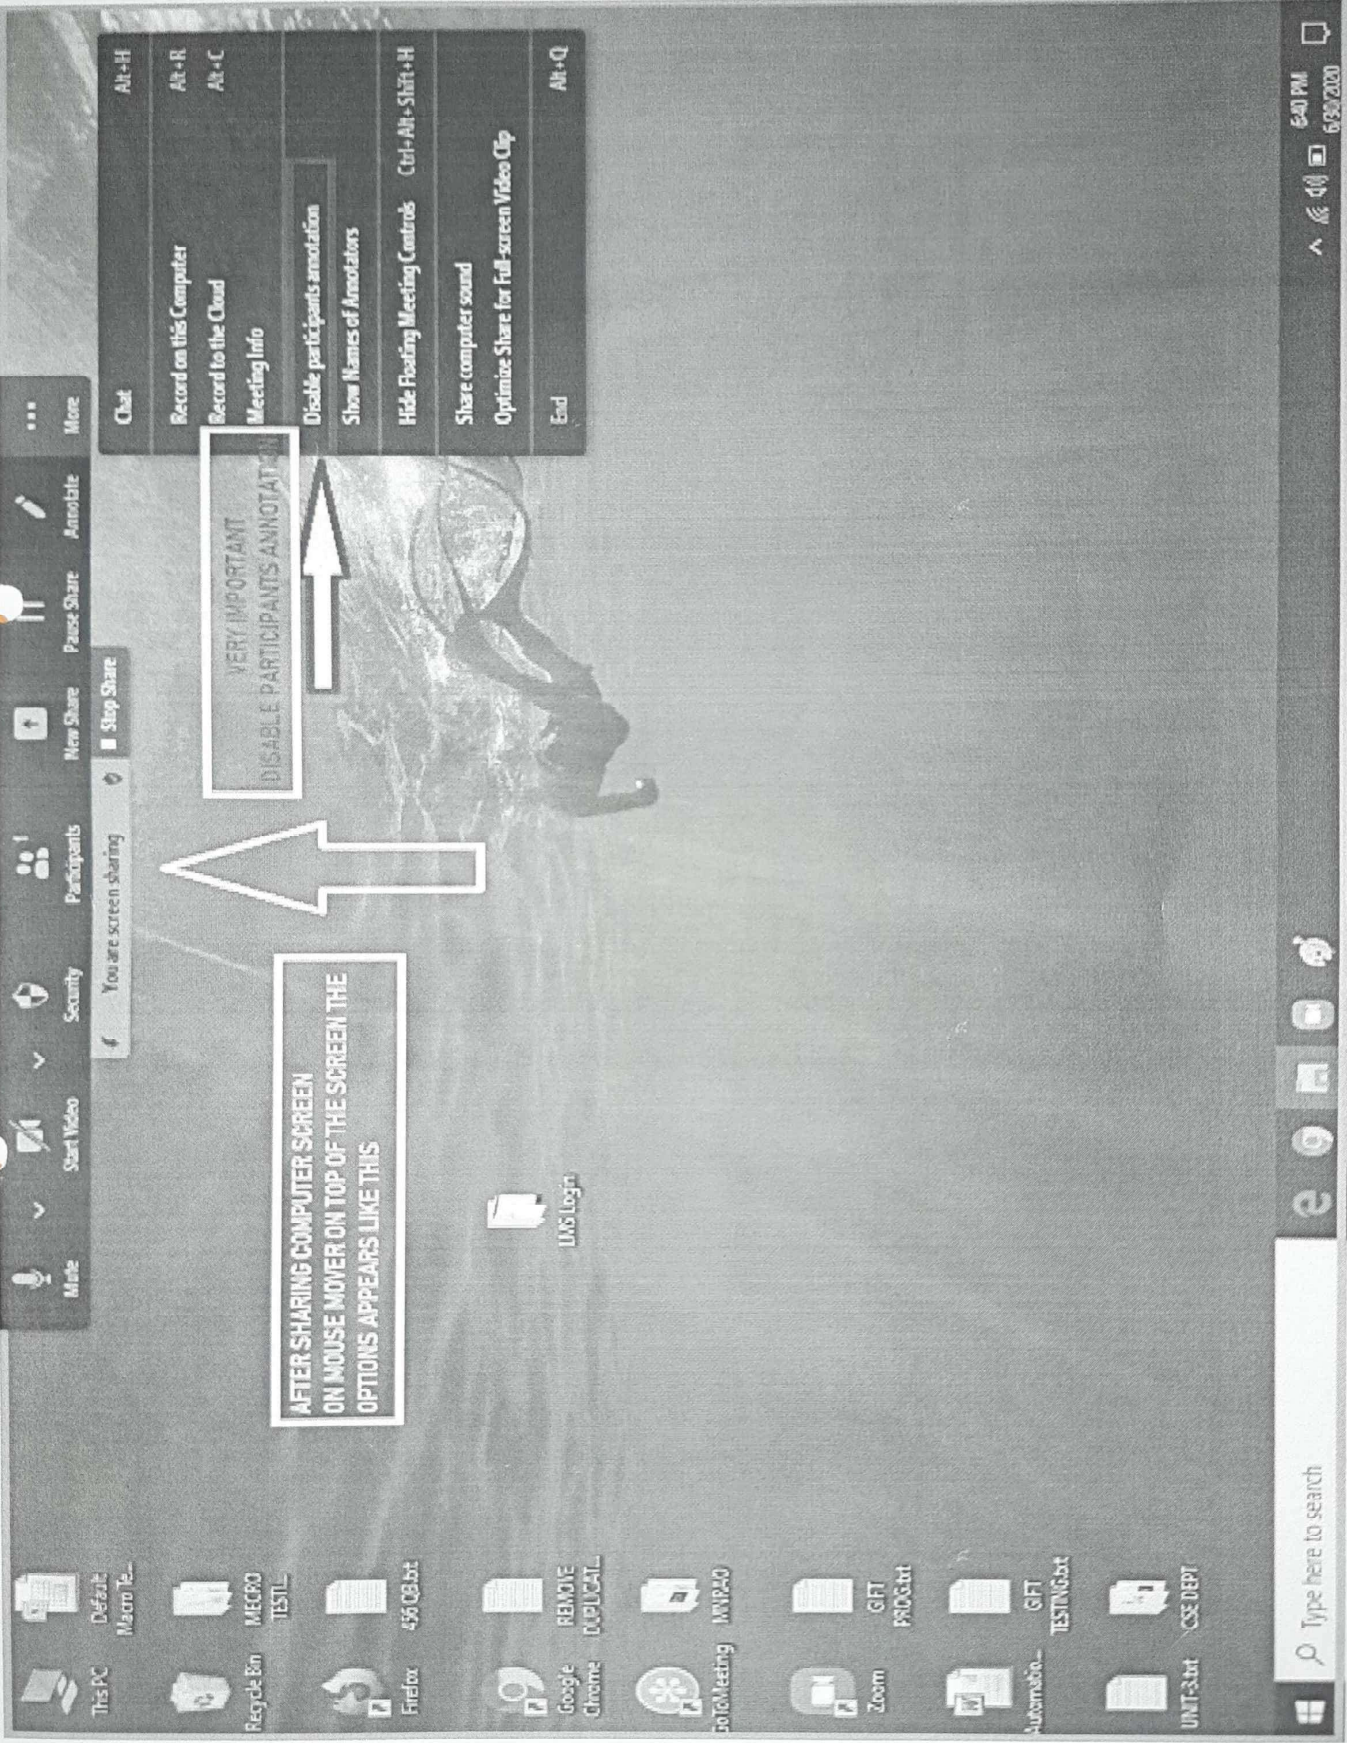 Mute
Start Video
Security
Participants
1
New Share
Pause Share
Annotate
More
You are screen sharing
Stop Share
Chat Alt+H
Record on this Computer Alt+R
Record to the Cloud Alt+C
Meeting Info
Disable participants annotation
Show Names of Annotators
Hide Floating Meeting Controls Ctrl+Alt+Shift+H
Share computer sound
Optimize Share for Full-screen Video Clip
End Alt+Q
VERY IMPORTANT
DISABLE PARTICIPANTS ANNOTATION
AFTER SHARING COMPUTER SCREEN
ON MOUSE MOVER ON TOP OF THE SCREEN THE
OPTIONS APPEARS LIKE THIS
LMS Login
This PC
Default
Macro Te...
Recycle Bin
MECRO
TESTI...
Firefox
456 QB.txt
Google
Chrome
REMOVE
DUPLICAT...
GoToMeeting
MNRAO
Zoom
GIFT
PROG.txt
Automatio...
GIFT
TESTING.txt
UNIT-3.txt
CSE DEPT
Type here to search
6:40 PM
6/30/2020